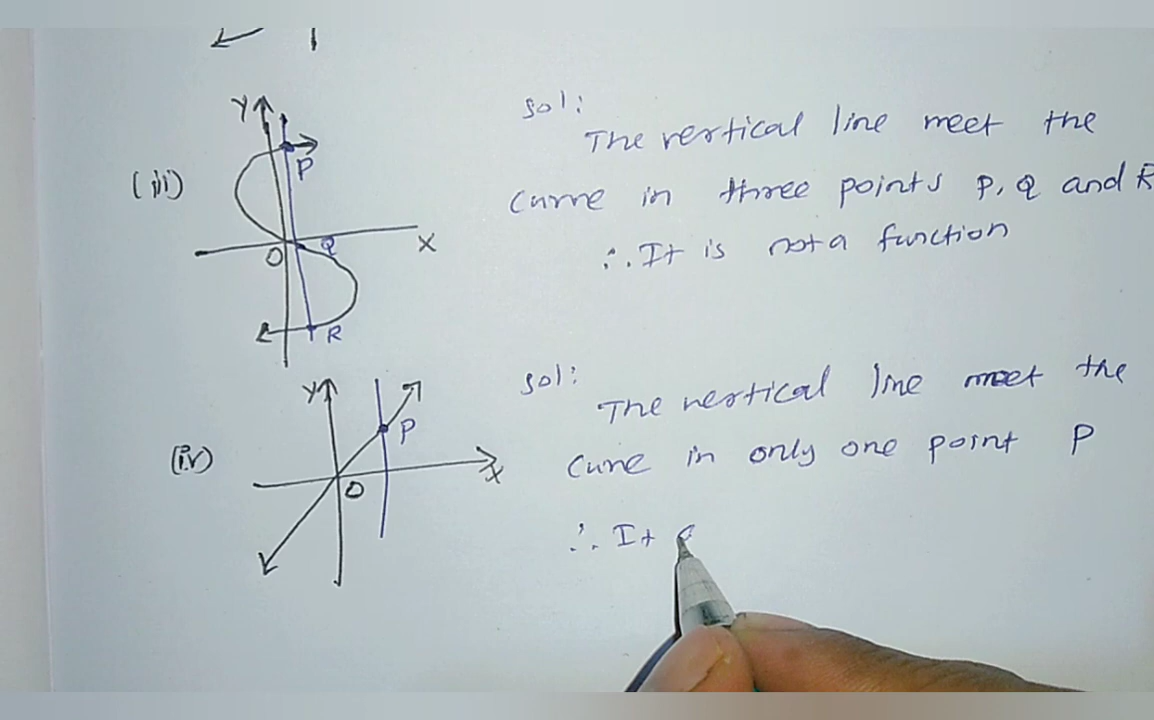 (iii)
Y
P
O
Q
X
R
sol:
The vertical line meet the
curve in three points P, Q and R
∴ It is not a function
(iv)
Y
P
O
X
sol:
The vertical line meet the
curve in only one point P
∴ It